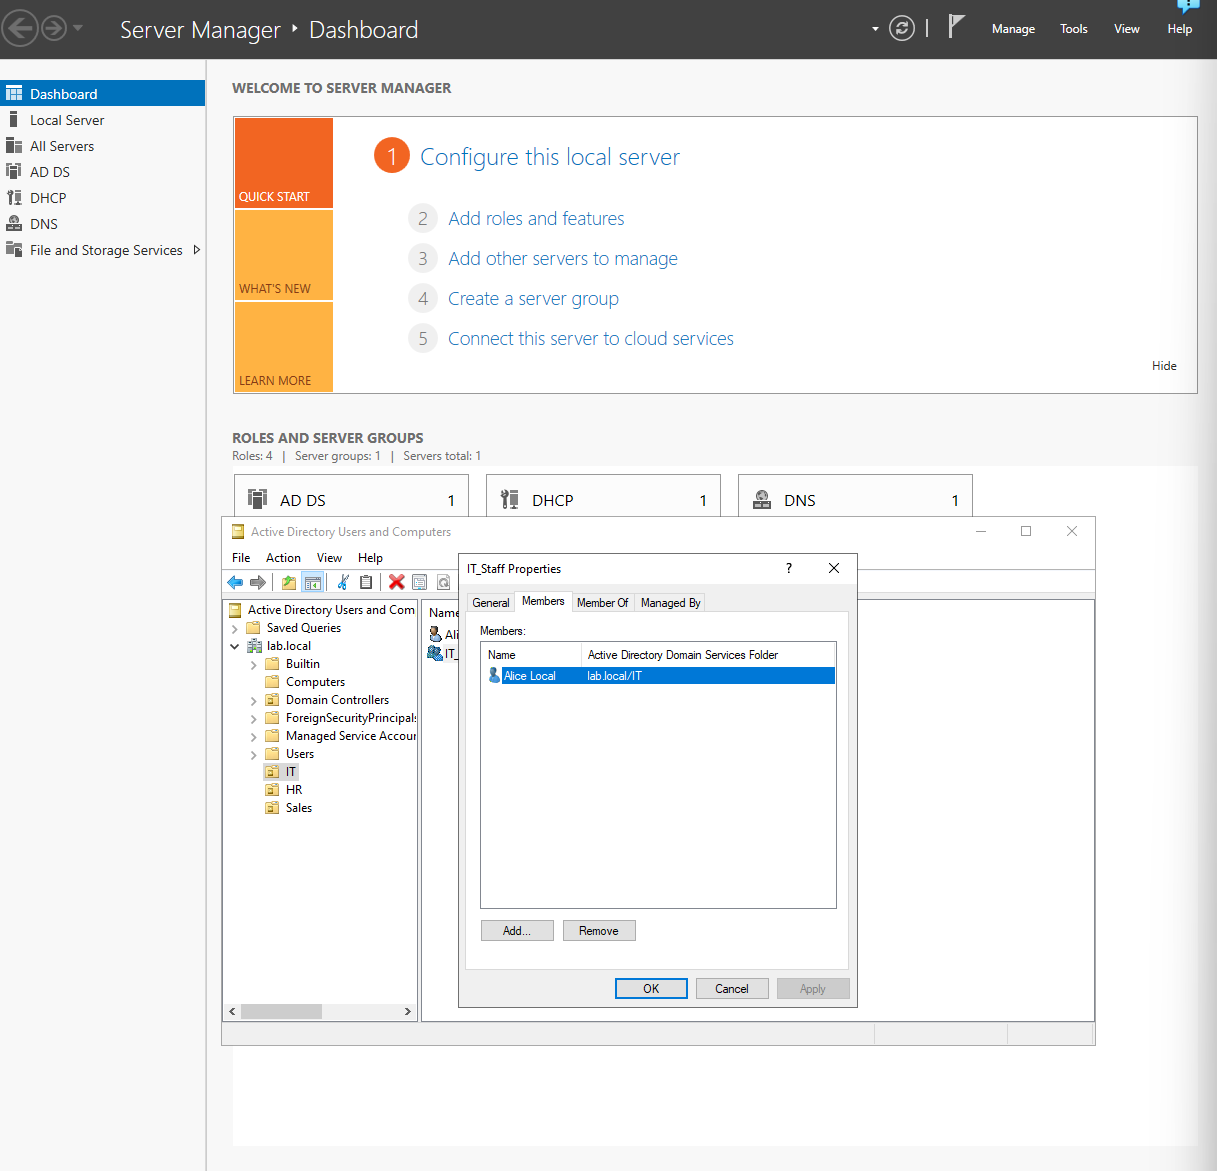 Server Manager ‣ Dashboard
Manage Tools View Help
Dashboard
Local Server
All Servers
AD DS
DHCP
DNS
File and Storage Services
WELCOME TO SERVER MANAGER
QUICK START
WHAT'S NEW
LEARN MORE
1 Configure this local server
2 Add roles and features
3 Add other servers to manage
4 Create a server group
5 Connect this server to cloud services
Hide
ROLES AND SERVER GROUPS
Roles: 4 | Server groups: 1 | Servers total: 1
AD DS 1
DHCP 1
DNS 1
Active Directory Users and Computers
File Action View Help
Active Directory Users and Com
Saved Queries
lab.local
Builtin
Computers
Domain Controllers
ForeignSecurityPrincipals
Managed Service Accour
Users
IT
HR
Sales
Name
Ali
IT_
IT_Staff Properties
?
General Members Member Of Managed By
Members:
Name Active Directory Domain Services Folder
Alice Local lab.local/IT
Add... Remove
OK Cancel Apply